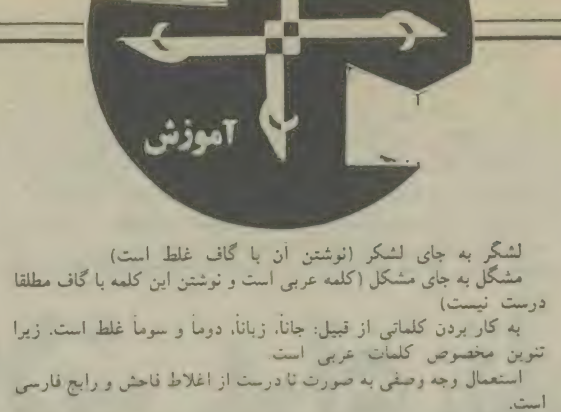 آموزش
لشگر به جای لشکر (نوشتن آن با گاف غلط است)
مشگل به جای مشکل (کلمه عربی است و نوشتن این کلمه با گاف مطلقا
درست نیست)
به کار بردن کلماتی از قبیل: جاناً، زباناً، دوماً و سوماً غلط است. زیرا
تنوین مخصوص کلمات عربی است
استعمال وجه وصفی به صورت نادرست از اغلاط فاحش و رایج فارسی
است.